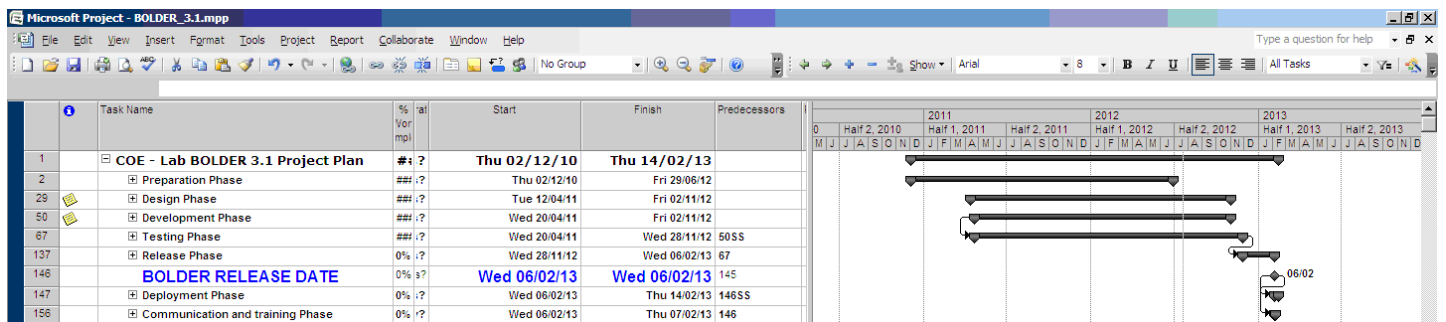 Microsoft Project - BOLDER_3.1.mpp
File Edit View Insert Format Tools Project Report Collaborate Window Help Type a question for help
No Group Show Arial 8 B I U All Tasks
Task Name % Start Finish Predecessors
Wor
mpl
2011 2012 2013
0 Half 2, 2010 Half 1, 2011 Half 2, 2011 Half 1, 2012 Half 2, 2012 Half 1, 2013 Half 2, 2013
M J J A S O N D J F M A M J J A S O N D J F M A M J J A S O N D J F M A M J J A S O N D
1 COE - Lab BOLDER 3.1 Project Plan ? Thu 02/12/10 Thu 14/02/13
2 Preparation Phase ### ? Thu 02/12/10 Fri 29/06/12
29 Design Phase ### ? Tue 12/04/11 Fri 02/11/12
50 Development Phase ### ? Wed 20/04/11 Fri 02/11/12
67 Testing Phase ### ? Wed 20/04/11 Wed 28/11/12 50SS
137 Release Phase 0% ? Wed 28/11/12 Wed 06/02/13 67
146 BOLDER RELEASE DATE 0% s? Wed 06/02/13 Wed 06/02/13 145 06/02
147 Deployment Phase 0% ? Wed 06/02/13 Thu 14/02/13 146SS
156 Communication and training Phase 0% ? Wed 06/02/13 Thu 07/02/13 146